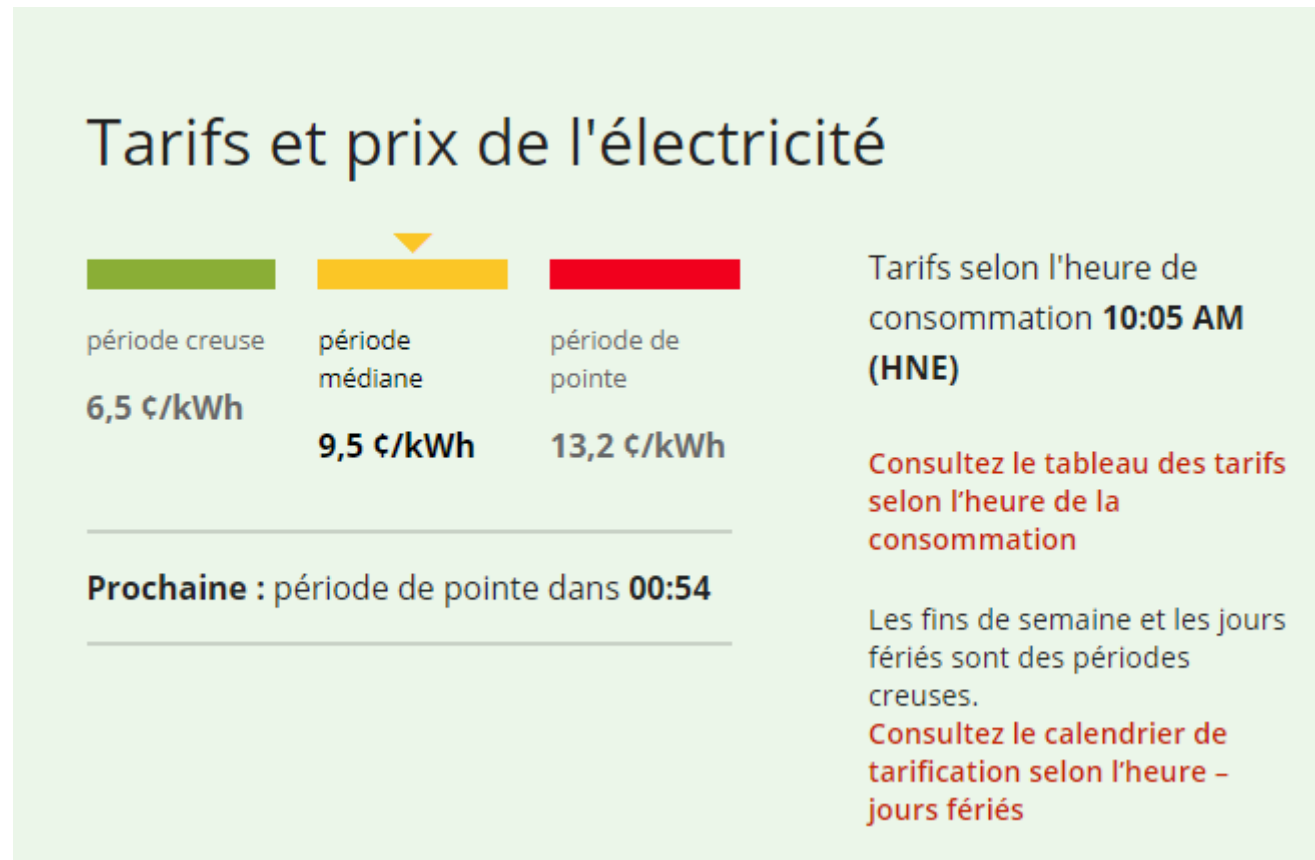 Tarifs et prix de l'électricité
période creuse
6,5 ¢/kWh
période
médiane
9,5 ¢/kWh
période de
pointe
13,2 ¢/kWh
Prochaine : période de pointe dans 00:54
Tarifs selon l'heure de
consommation 10:05 AM
(HNE)
Consultez le tableau des tarifs
selon l’heure de la
consommation
Les fins de semaine et les jours
fériés sont des périodes
creuses.
Consultez le calendrier de
tarification selon l’heure –
jours fériés